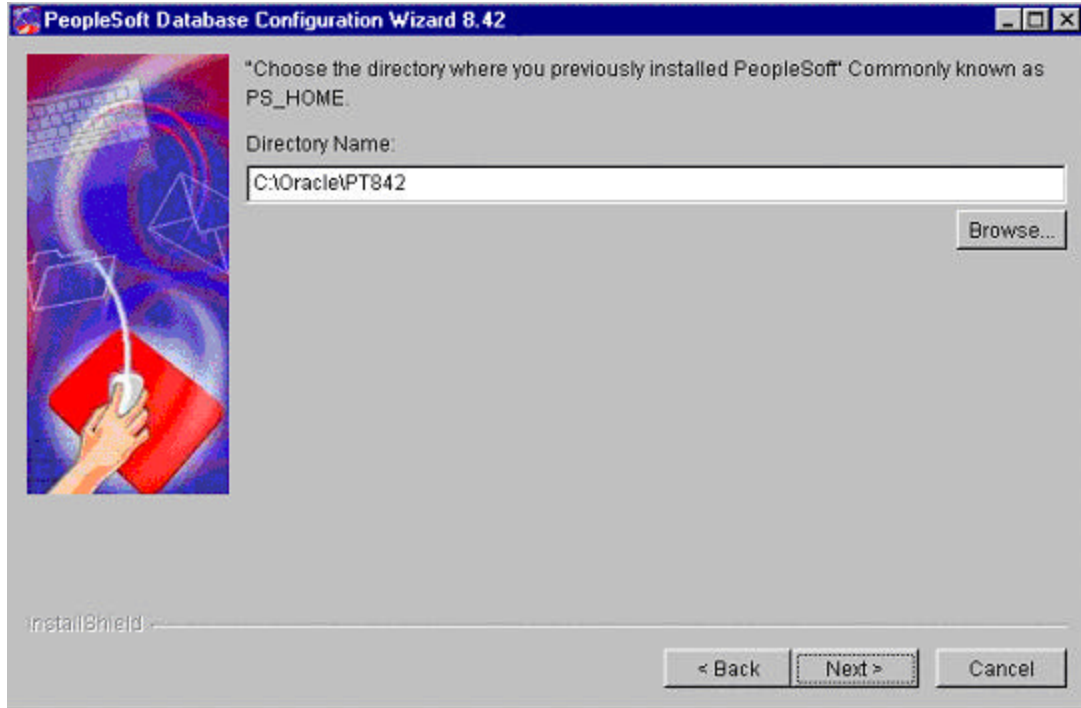 PeopleSoft Database Configuration Wizard 8.42
"Choose the directory where you previously installed PeopleSoft" Commonly known as
PS_HOME.
Directory Name:
C:\Oracle\PT842
Browse...
InstallShield
< Back
Next >
Cancel